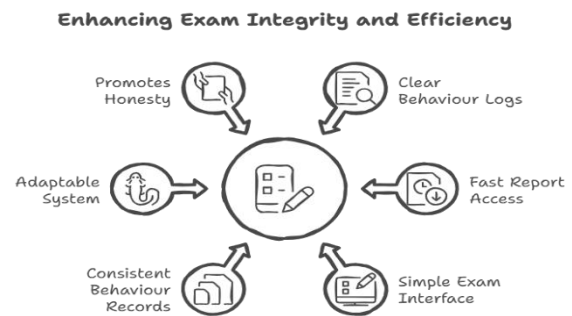 Enhancing Exam Integrity and Efficiency
Promotes
Honesty
Clear
Behaviour Logs
Adaptable
System
Fast Report
Access
Consistent
Behaviour
Records
Simple Exam
Interface